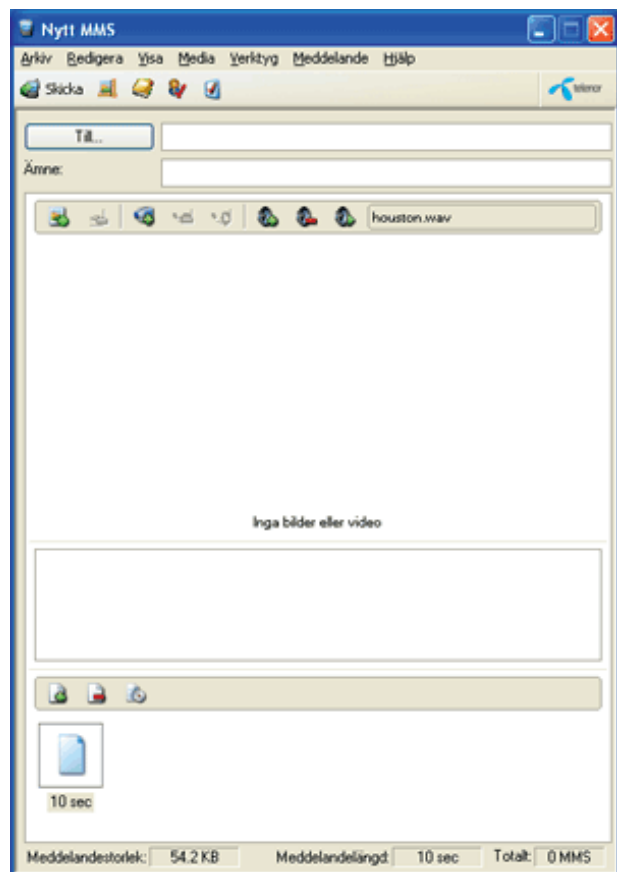 Nytt MMS
Arkiv Redigera Visa Media Verktyg Meddelande Hjälp
Skicka
telenor
Till...
Ämne:
houston.wav
Inga bilder eller video
10 sec
Meddelandestorlek: 54.2 KB Meddelandelängd: 10 sec Totalt: 0 MMS